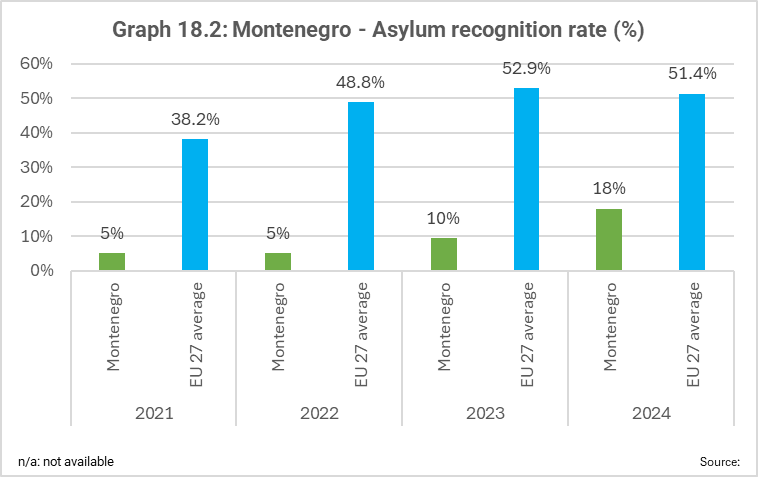 Graph 18.2: Montenegro - Asylum recognition rate (%)
60%
50%
40%
30%
20%
10%
0%
5%
38.2%
5%
48.8%
10%
52.9%
18%
51.4%
Montenegro
EU 27 average
Montenegro
EU 27 average
Montenegro
EU 27 average
Montenegro
EU 27 average
2021
2022
2023
2024
n/a: not available
Source: